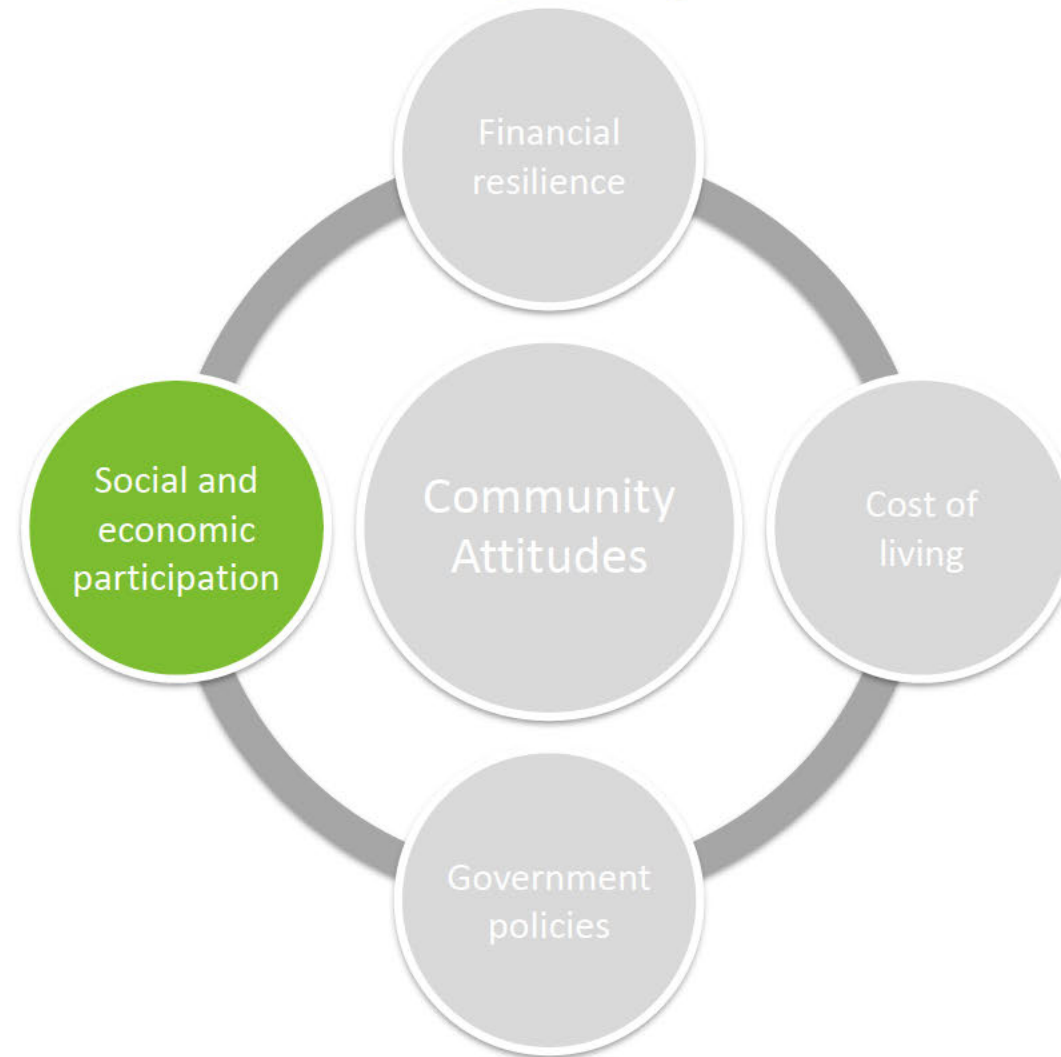 Financial
resilience
Social and
economic
participation
Community
Attitudes
Cost of
living
Government
policies